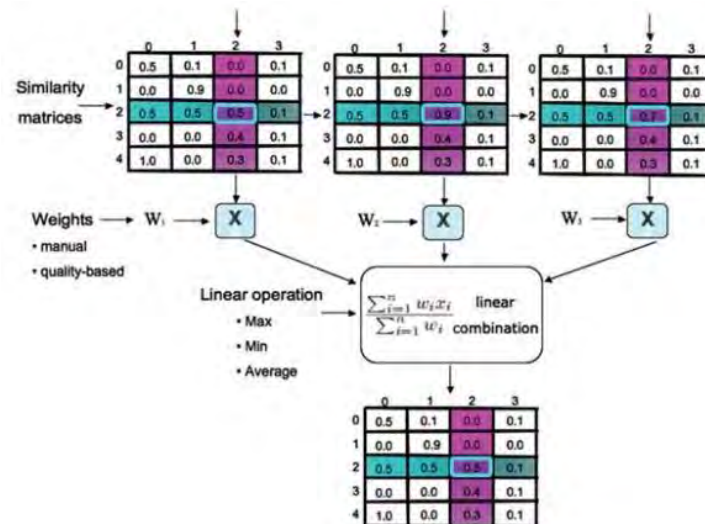 0 1 2 3
0 0.5 0.1 0.0 0.1
1 0.0 0.9 0.0 0.0
2 0.5 0.5 0.5 0.1
3 0.0 0.0 0.4 0.1
4 1.0 0.0 0.3 0.1
0 1 2 3
0 0.5 0.1 0.0 0.1
1 0.0 0.9 0.0 0.0
2 0.5 0.5 0.9 0.1
3 0.0 0.0 0.4 0.1
4 1.0 0.0 0.3 0.1
0 1 2 3
0 0.5 0.1 0.0 0.1
1 0.0 0.9 0.0 0.0
2 0.5 0.5 0.7 0.1
3 0.0 0.0 0.4 0.1
4 1.0 0.0 0.3 0.1
Similarity
matrices
Weights
• manual
• quality-based
W₁ X
W₂ X
W₃ X
Linear operation
• Max
• Min
• Average
∑ⁿᵢ₌₁ wᵢxᵢ
∑ⁿᵢ₌₁ wᵢ
linear
combination
0 1 2 3
0 0.5 0.1 0.0 0.1
1 0.0 0.9 0.0 0.0
2 0.5 0.5 0.5 0.1
3 0.0 0.0 0.4 0.1
4 1.0 0.0 0.3 0.1